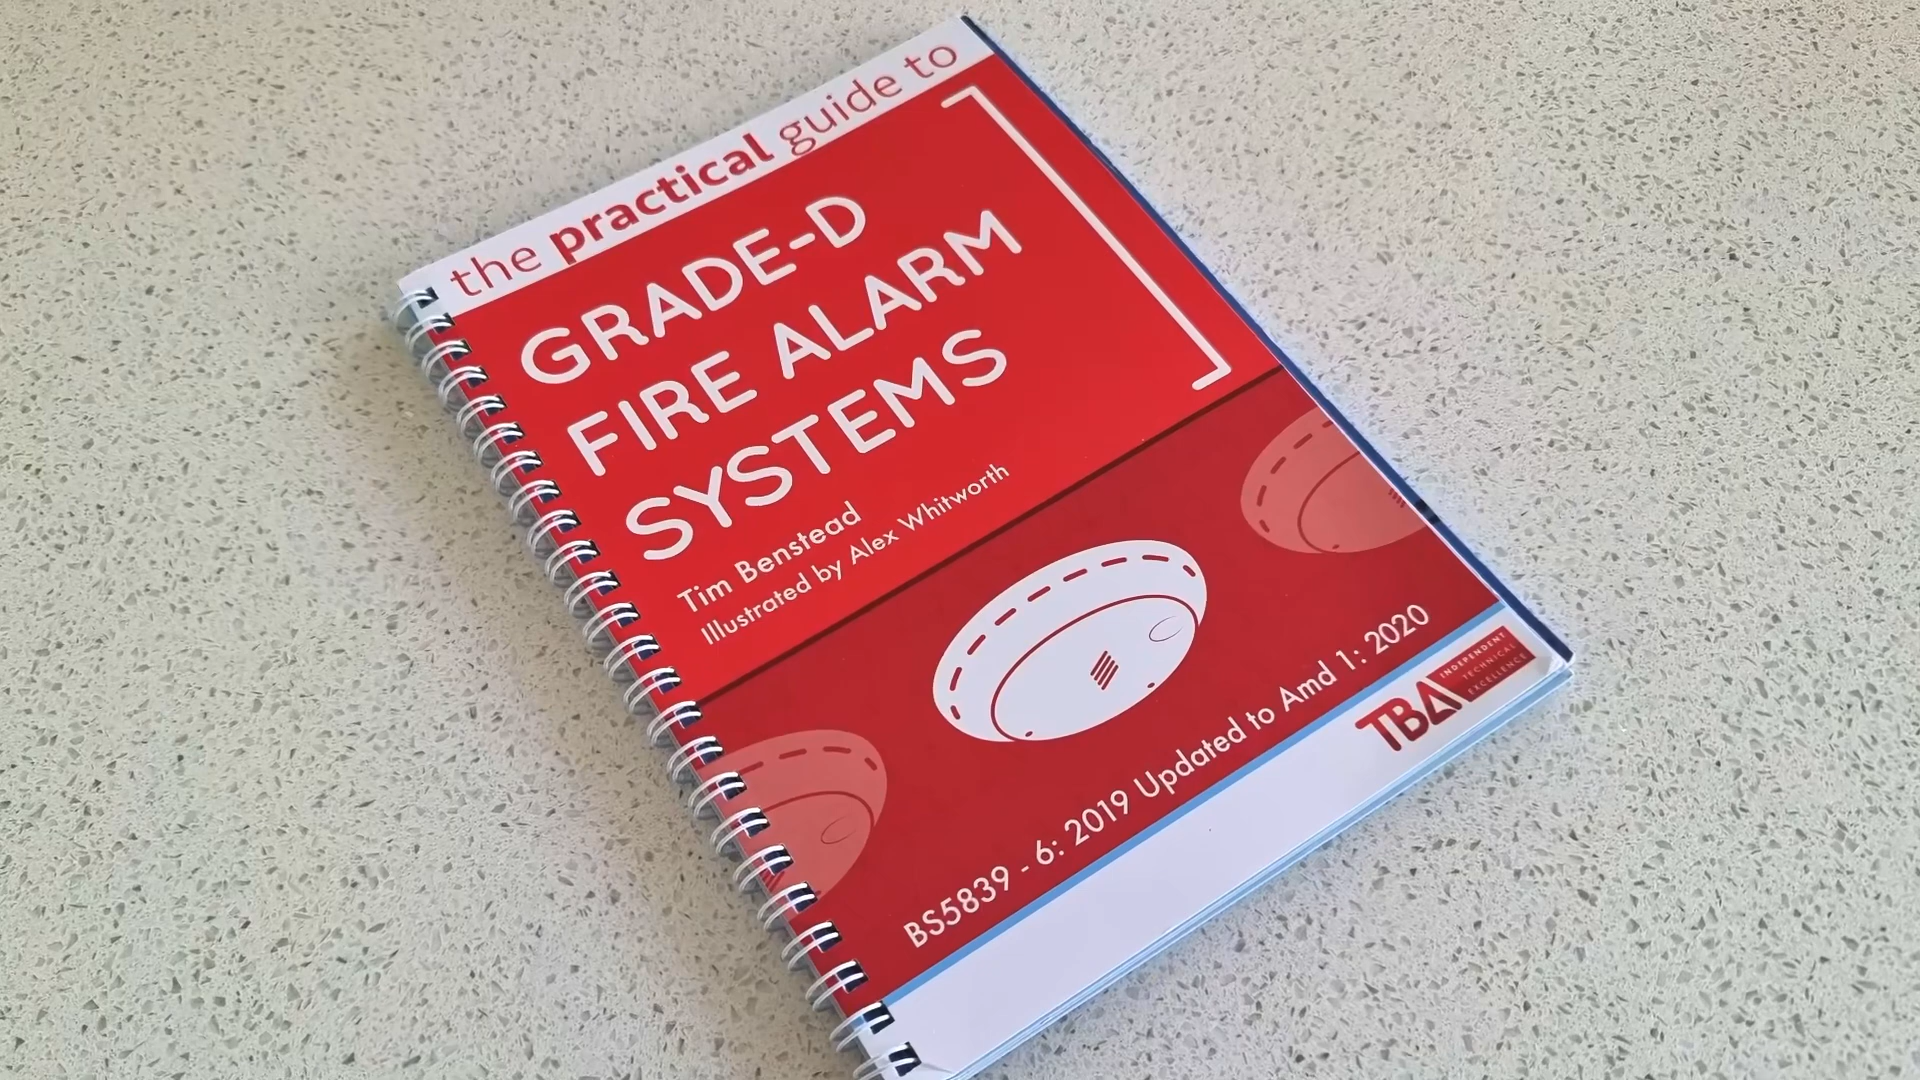 the practical guide to
GRADE-D
FIRE ALARM
SYSTEMS
Tim Benstead
Illustrated by Alex Whitworth
BS5839 - 6: 2019 Updated to Amd 1: 2020
TBA
INDEPENDENT
TECHNICAL
EXCELLENCE